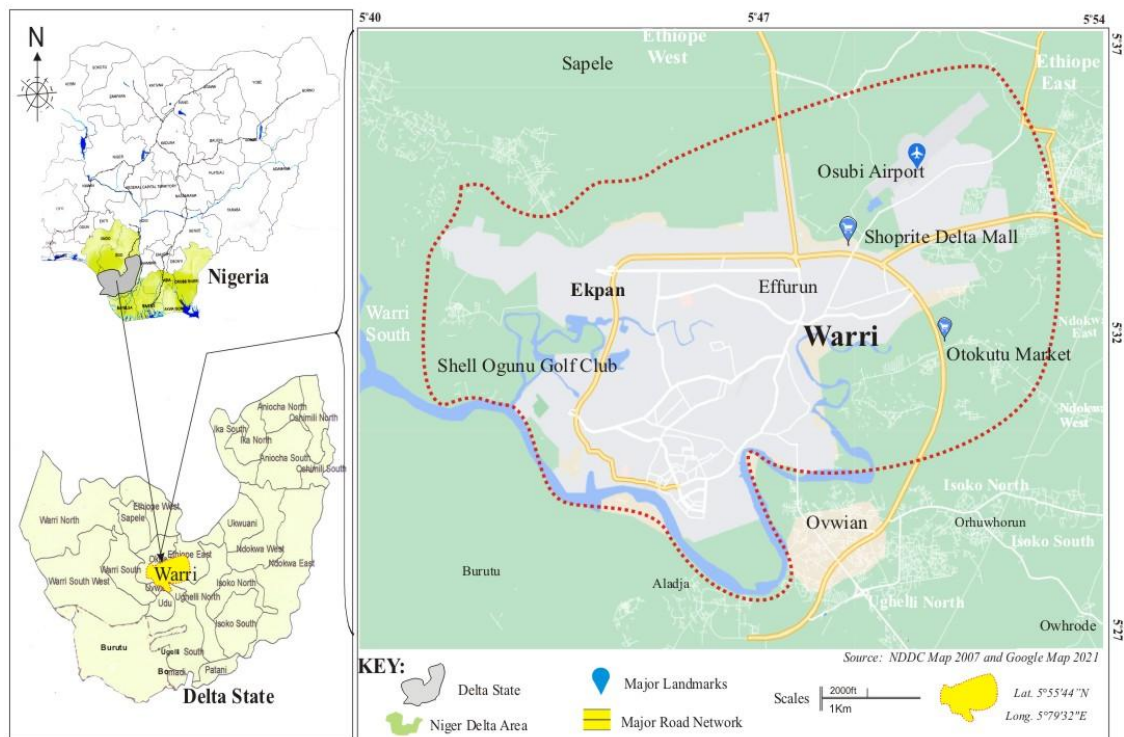 N
Nigeria
Aniocha North
Oshimili North
Ika South
Ika North
Aniocha South
Oshimili South
Ethiope West
Warri North
Sapele
Ukwuani
Ndokwa West
Ethiope East
Ndokwa East
Warri South
Warri
Warri South West
Isoko North
Ughelli North
Udu
Isoko South
Burutu
Ugelli South
Bomadi
Patani
Delta State
5°40
5°47
5°54
5°37
5°32
5°27
Ethiope
West
Sapele
Ethiope
East
Osubi Airport
Shoprite Delta Mall
Ekpan
Effurun
Warri
South
Warri
Ndokwa
East
Otokutu Market
Shell Ogunu Golf Club
Ndokwa
West
Isoko North
Ovwian
Orhuwhorun
Isoko South
Burutu
Aladja
Ughelli North
Owhrode
KEY:
Delta State
Niger Delta Area
Major Landmarks
Major Road Network
Source: NDDC Map 2007 and Google Map 2021
Scales
2000ft
1Km
Lat. 5°55'44"N
Long. 5°79'32"E